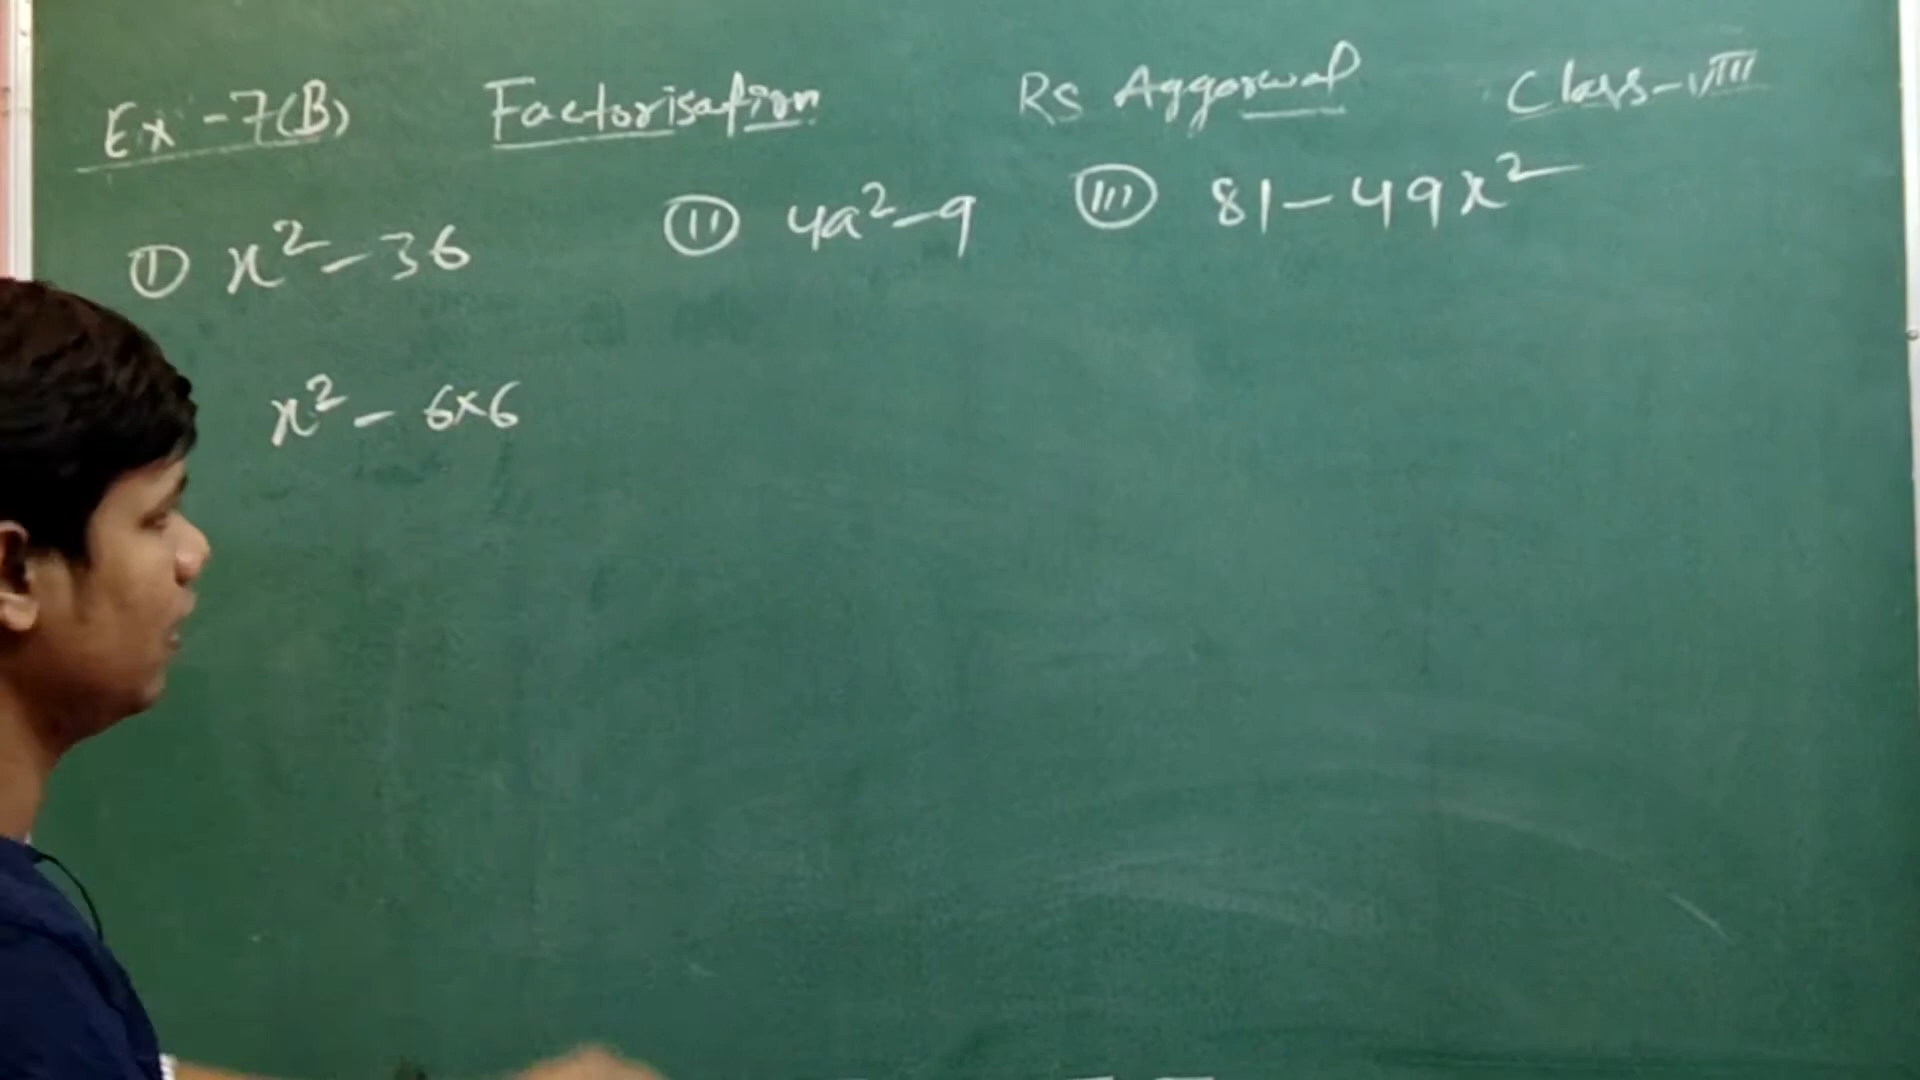 Ex - 7(B) Factorisation RS Aggarwal Class - VIII
(I) x² - 36 (II) 4a² - 9 (III) 81 - 49x²
x² - 6×6